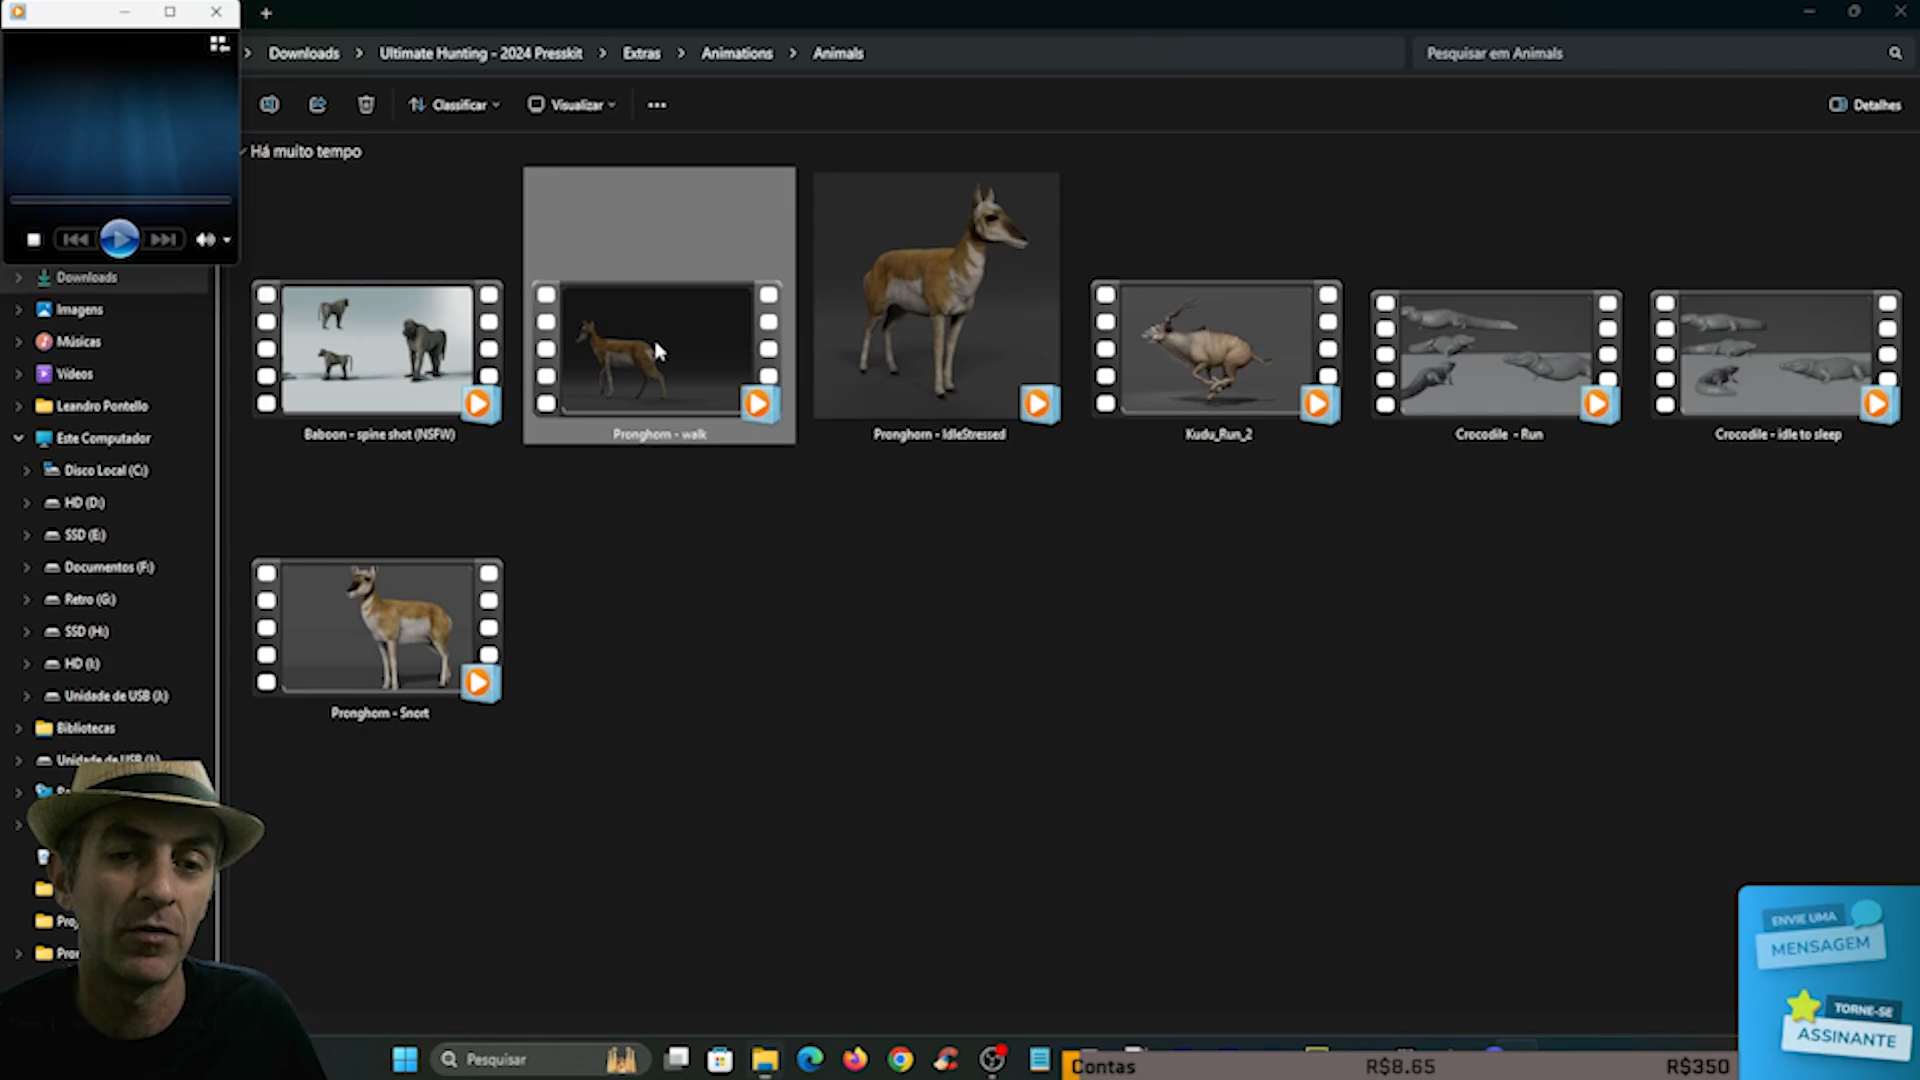 Downloads
Ultimate Hunting - 2024 Presskit
Extras
Animations
Animals
Pesquisar em Animals
Classificar
Visualizar
Detalhes
Há muito tempo
Downloads
Imagens
Músicas
Vídeos
Leandro Pontello
Este Computador
Disco Local (C:)
HD (D:)
SSD (E:)
Documentos (F:)
Retro (G:)
SSD (H:)
HD (I:)
Unidade de USB (J:)
Bibliotecas
Unidade de USB (J:)
Baboon - spine shot (NSFW)
Pronghorn - walk
Pronghorn - IdleStressed
Kudu_Run_2
Crocodile - Run
Crocodile - idle to sleep
Pronghorn - Snort
ENVIE UMA
MENSAGEM
TORNE-SE
ASSINANTE
Pesquisar
Contas
R$8.65
R$350